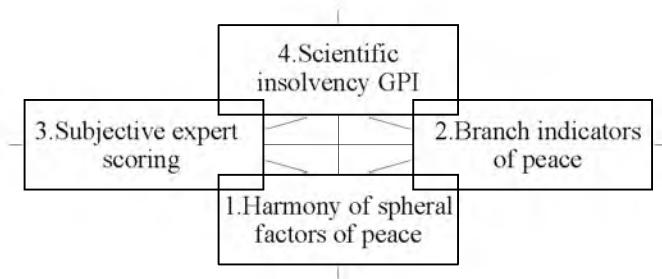 4.Scientific
insolvency GPI
3.Subjective expert
scoring
2.Branch indicators
of peace
1.Harmony of spheral
factors of peace